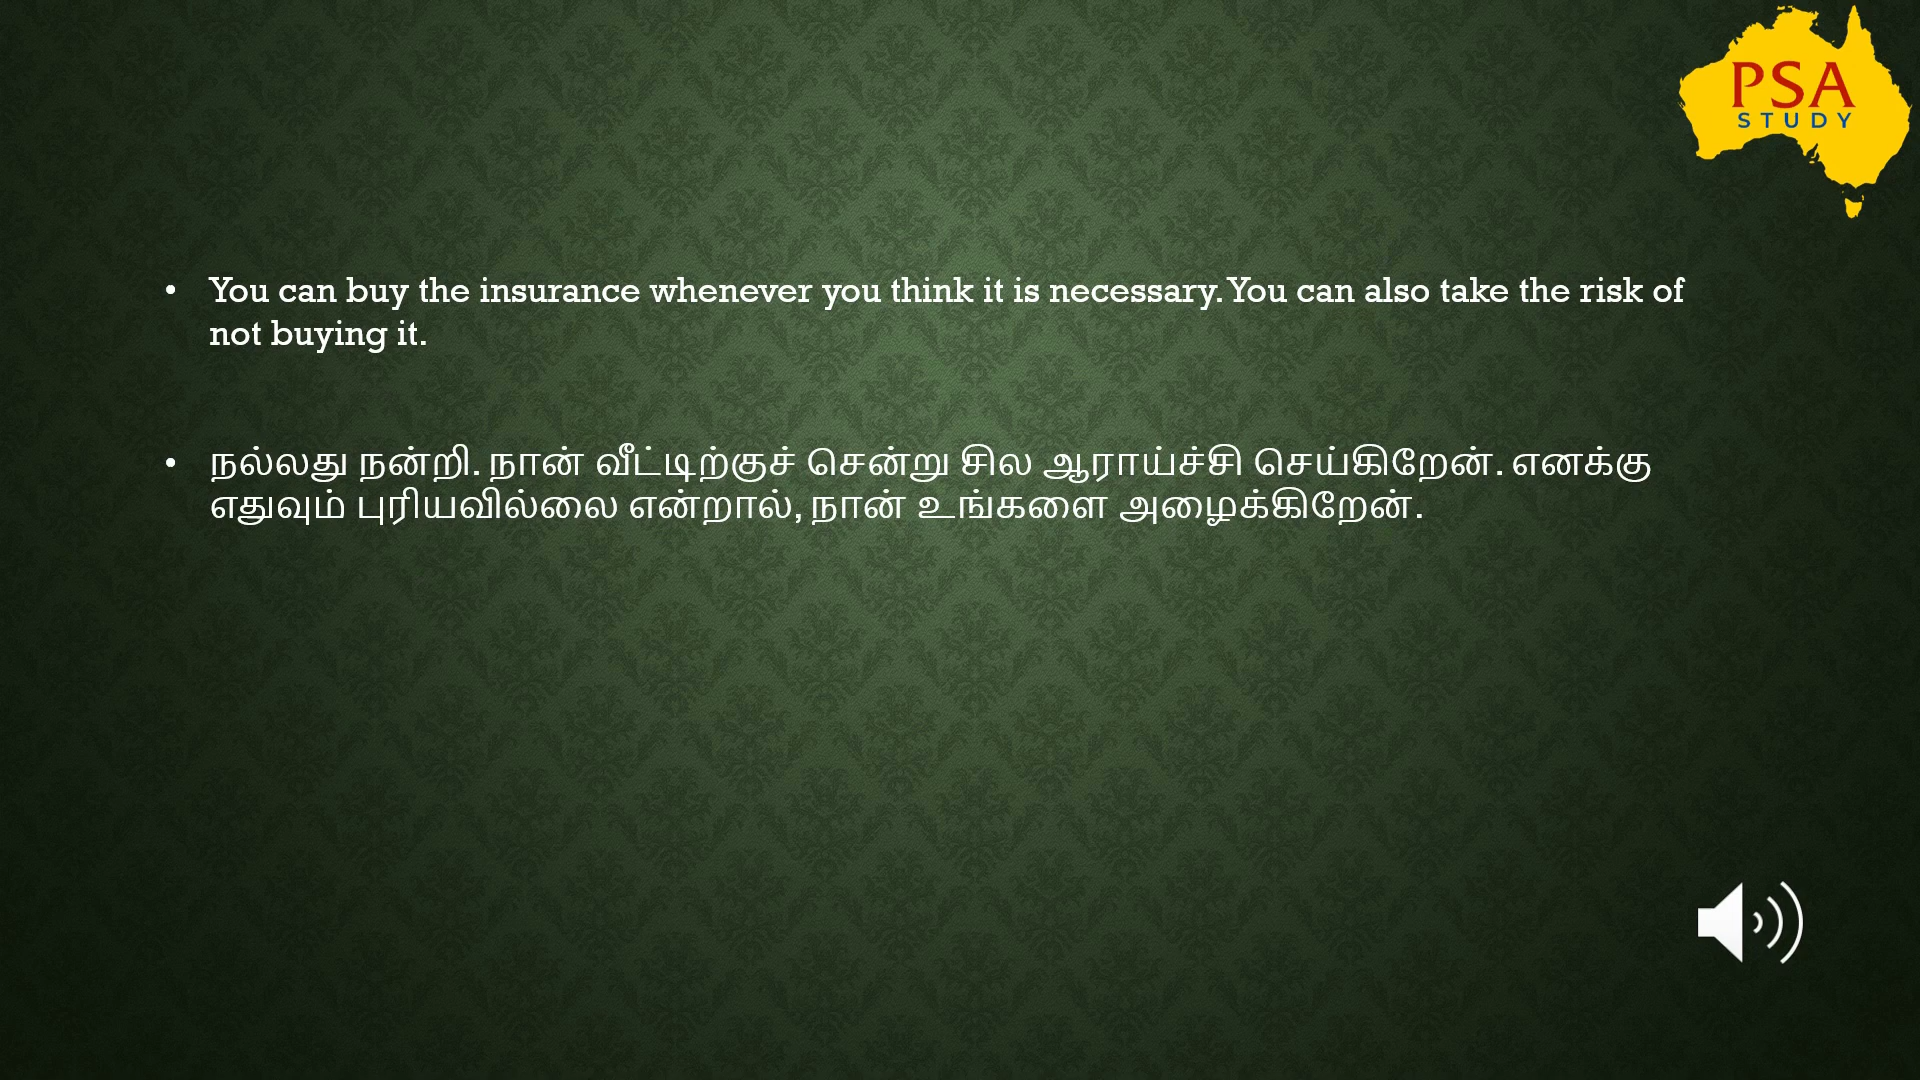 PSA
STUDY
• You can buy the insurance whenever you think it is necessary. You can also take the risk of
not buying it.
• நல்லது நன்றி. நான் வீட்டிற்குச் சென்று சில ஆராய்ச்சி செய்கிறேன். எனக்கு
எதுவும் புரியவில்லை என்றால், நான் உங்களை அழைக்கிறேன்.